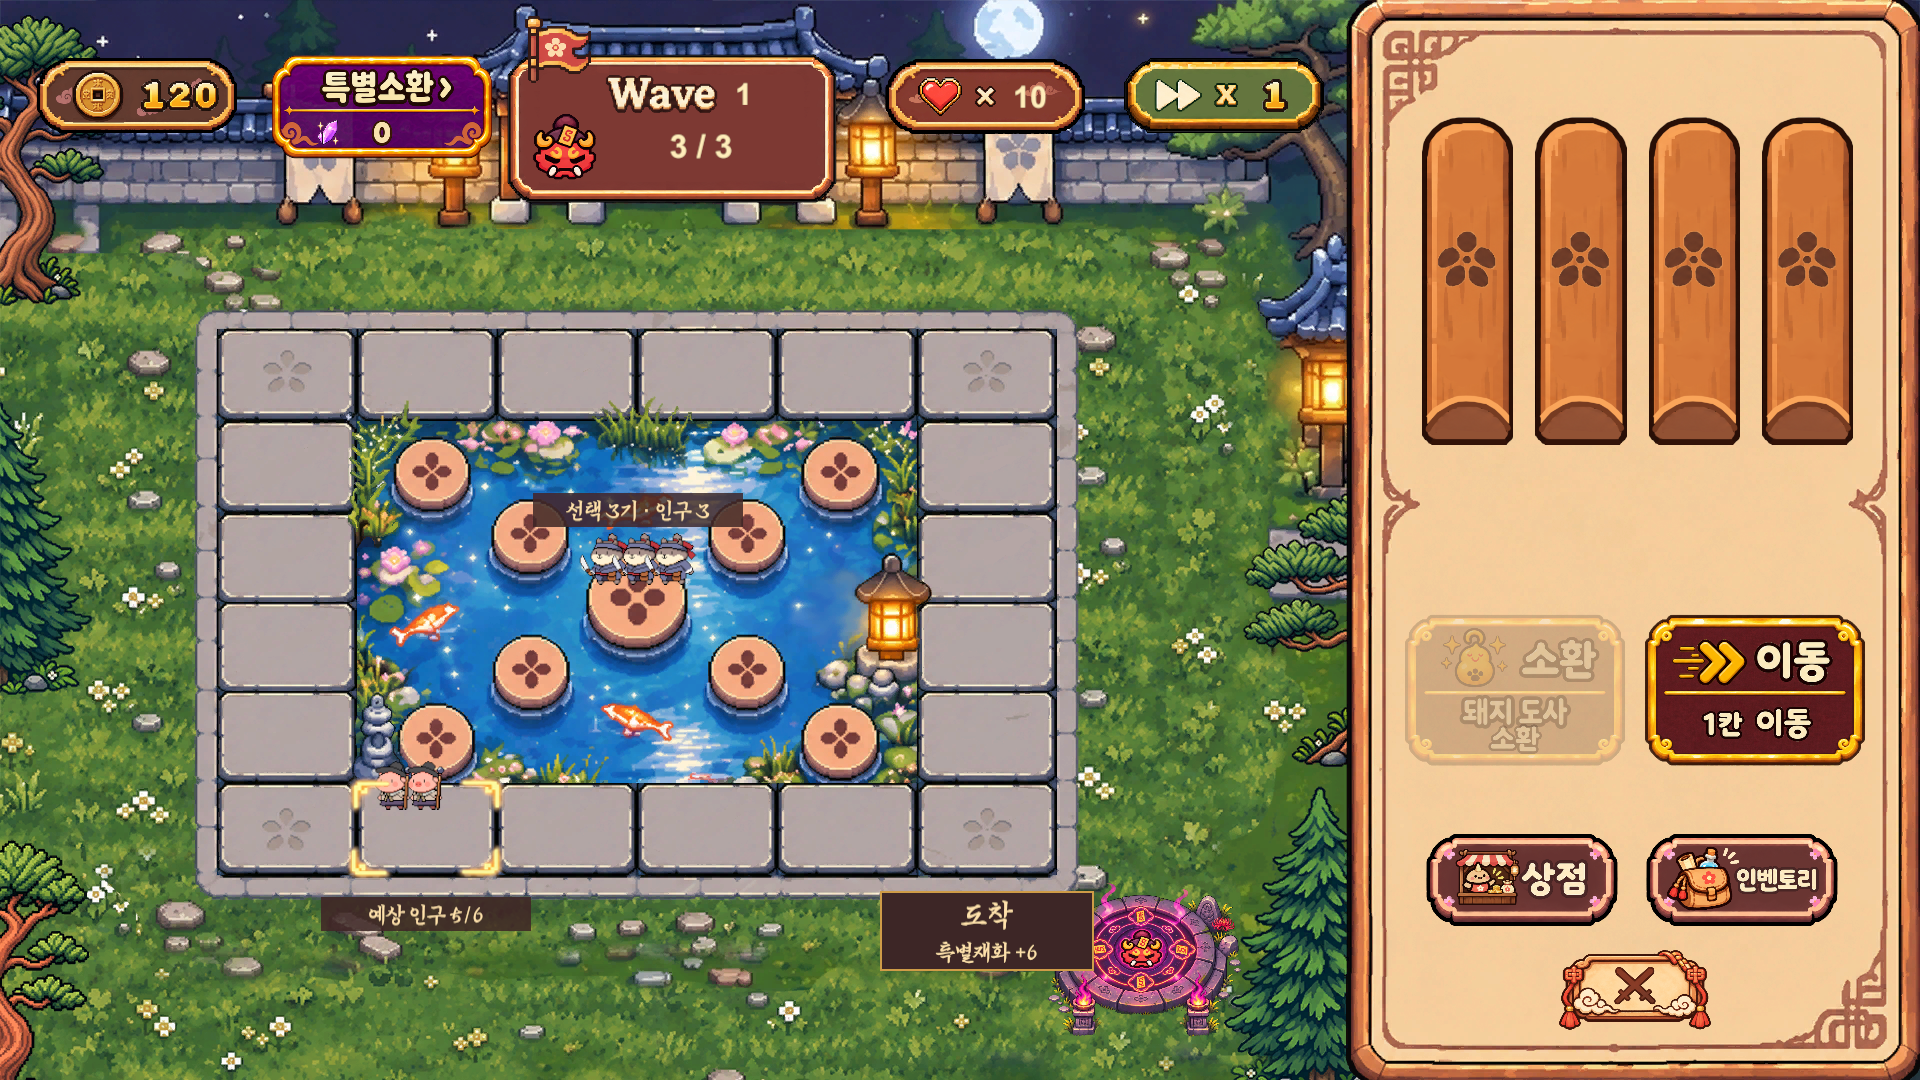 120
특별소환>
0
Wave 1
3 / 3
× 10
x 1
선택 3기 · 인구 3
소환
돼지 도사
소환
이동
1칸 이동
상점
인벤토리
예상 인구 5/6
도착
특별재화 +6